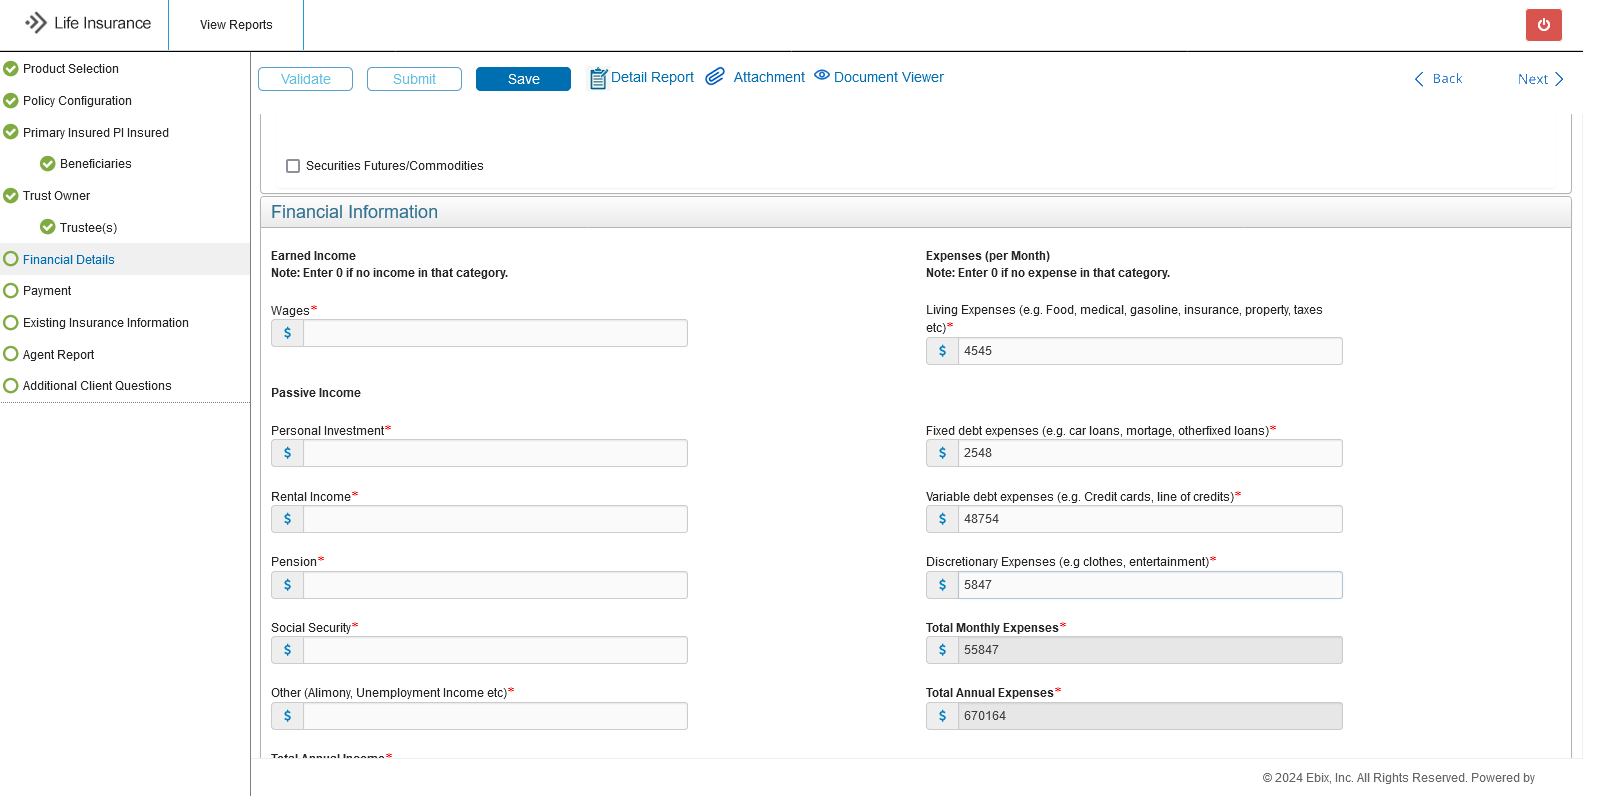 Life Insurance
View Reports
Product Selection
Policy Configuration
Primary Insured PI Insured
Beneficiaries
Trust Owner
Trustee(s)
Financial Details
Payment
Existing Insurance Information
Agent Report
Additional Client Questions
Validate
Submit
Save
Detail Report
Attachment
Document Viewer
Back
Next
Securities Futures/Commodities
Financial Information
Earned Income
Note: Enter 0 if no income in that category.
Wages*
$
Passive Income
Personal Investment*
$
Rental Income*
$
Pension*
$
Social Security*
$
Other (Alimony, Unemployment Income etc)*
$
Total Annual Income*
Expenses (per Month)
Note: Enter 0 if no expense in that category.
Living Expenses (e.g. Food, medical, gasoline, insurance, property, taxes
etc)*
$ 4545
Fixed debt expenses (e.g. car loans, mortage, otherfixed loans)*
$ 2548
Variable debt expenses (e.g. Credit cards, line of credits)*
$ 48754
Discretionary Expenses (e.g clothes, entertainment)*
$ 5847
Total Monthly Expenses*
$ 55847
Total Annual Expenses*
$ 670164
© 2024 Ebix, Inc. All Rights Reserved. Powered by